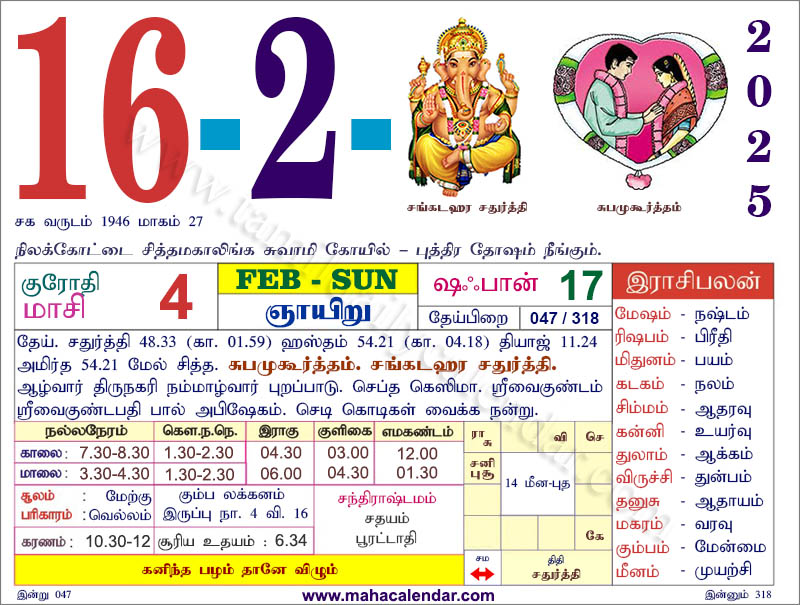 16-2-
2025
சங்கடஹர சதுர்த்தி
சுபமுகூர்த்தம்
சக வருடம் 1946 மாகம் 27
நிலக்கோட்டை சித்தமகாலிங்க சுவாமி கோயில் – புத்திர தோஷம் நீங்கும்.
குரோதி
மாசி
4
FEB - SUN
ஞாயிறு
ஷஃபான் 17
தேய்பிறை 047 / 318
தேய். சதுர்த்தி 48.33 (கா. 01.59) ஹஸ்தம் 54.21 (கா. 04.18) தியாஜ் 11.24
அமிர்த 54.21 மேல் சித்த. சுபமுகூர்த்தம். சங்கடஹர சதுர்த்தி.
ஆழ்வார் திருநகரி நம்மாழ்வார் புறப்பாடு. செப்த கெஸிமா. ஸ்ரீவைகுண்டம்
ஸ்ரீவைகுண்டபதி பால் அபிஷேகம். செடி கொடிகள் வைக்க நன்று.
நல்லநேரம் கௌ.ந.நெ. இராகு குளிகை எமகண்டம்
காலை: 7.30-8.30 1.30-2.30 04.30 03.00 12.00
மாலை: 3.30-4.30 1.30-2.30 06.00 04.30 01.30
சூலம் : மேற்கு
பரிகாரம் : வெல்லம்
கும்ப லக்கனம்
இருப்பு நா. 4 வி. 16
சந்திராஷ்டமம்
சதயம்
பூரட்டாதி
கரணம்: 10.30-12 சூரிய உதயம் : 6.34
கனிந்த பழம் தானே விழும்
ரா
சு
வி
செ
சனி
புசூ
14 மீன-புத
கே
சம
திதி
சதுர்த்தி
இராசிபலன்
மேஷம் - நஷ்டம்
ரிஷபம் - பிரீதி
மிதுனம் - பயம்
கடகம் - நலம்
சிம்மம் - ஆதரவு
கன்னி - உயர்வு
துலாம் - ஆக்கம்
விருச்சி - துன்பம்
தனுசு - ஆதாயம்
மகரம் - வரவு
கும்பம் - மேன்மை
மீனம் - முயற்சி
இன்று 047
www.mahacalendar.com
இன்னும் 318
www.tamildailycalendar.com